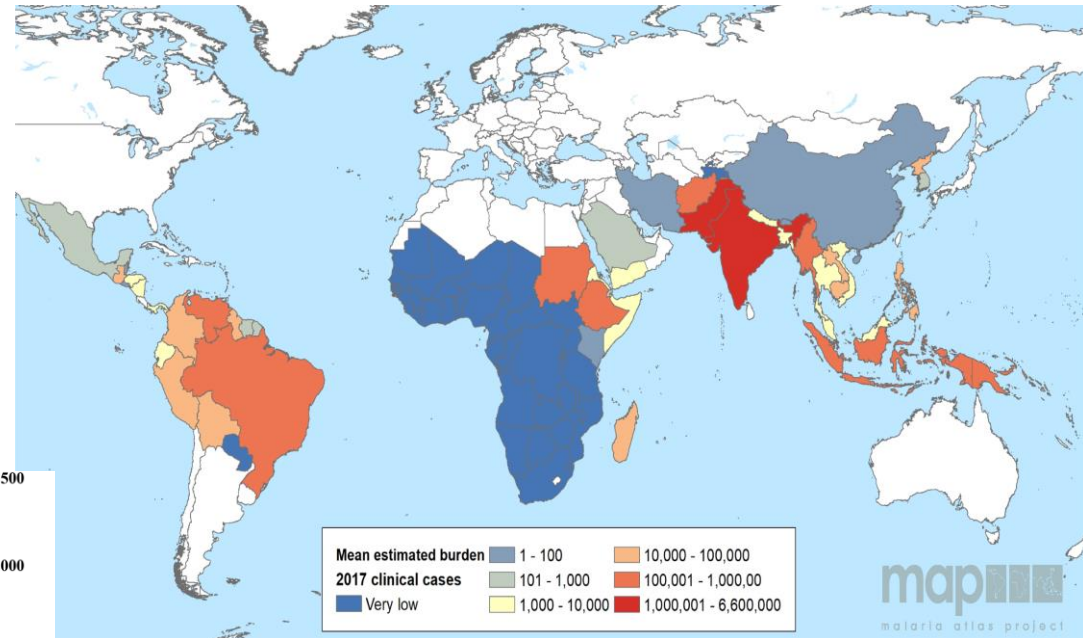 500
000
Mean estimated burden
2017 clinical cases
Very low
1 - 100
101 - 1,000
1,000 - 10,000
10,000 - 100,000
100,001 - 1,000,00
1,000,001 - 6,600,000
map
malaria atlas project